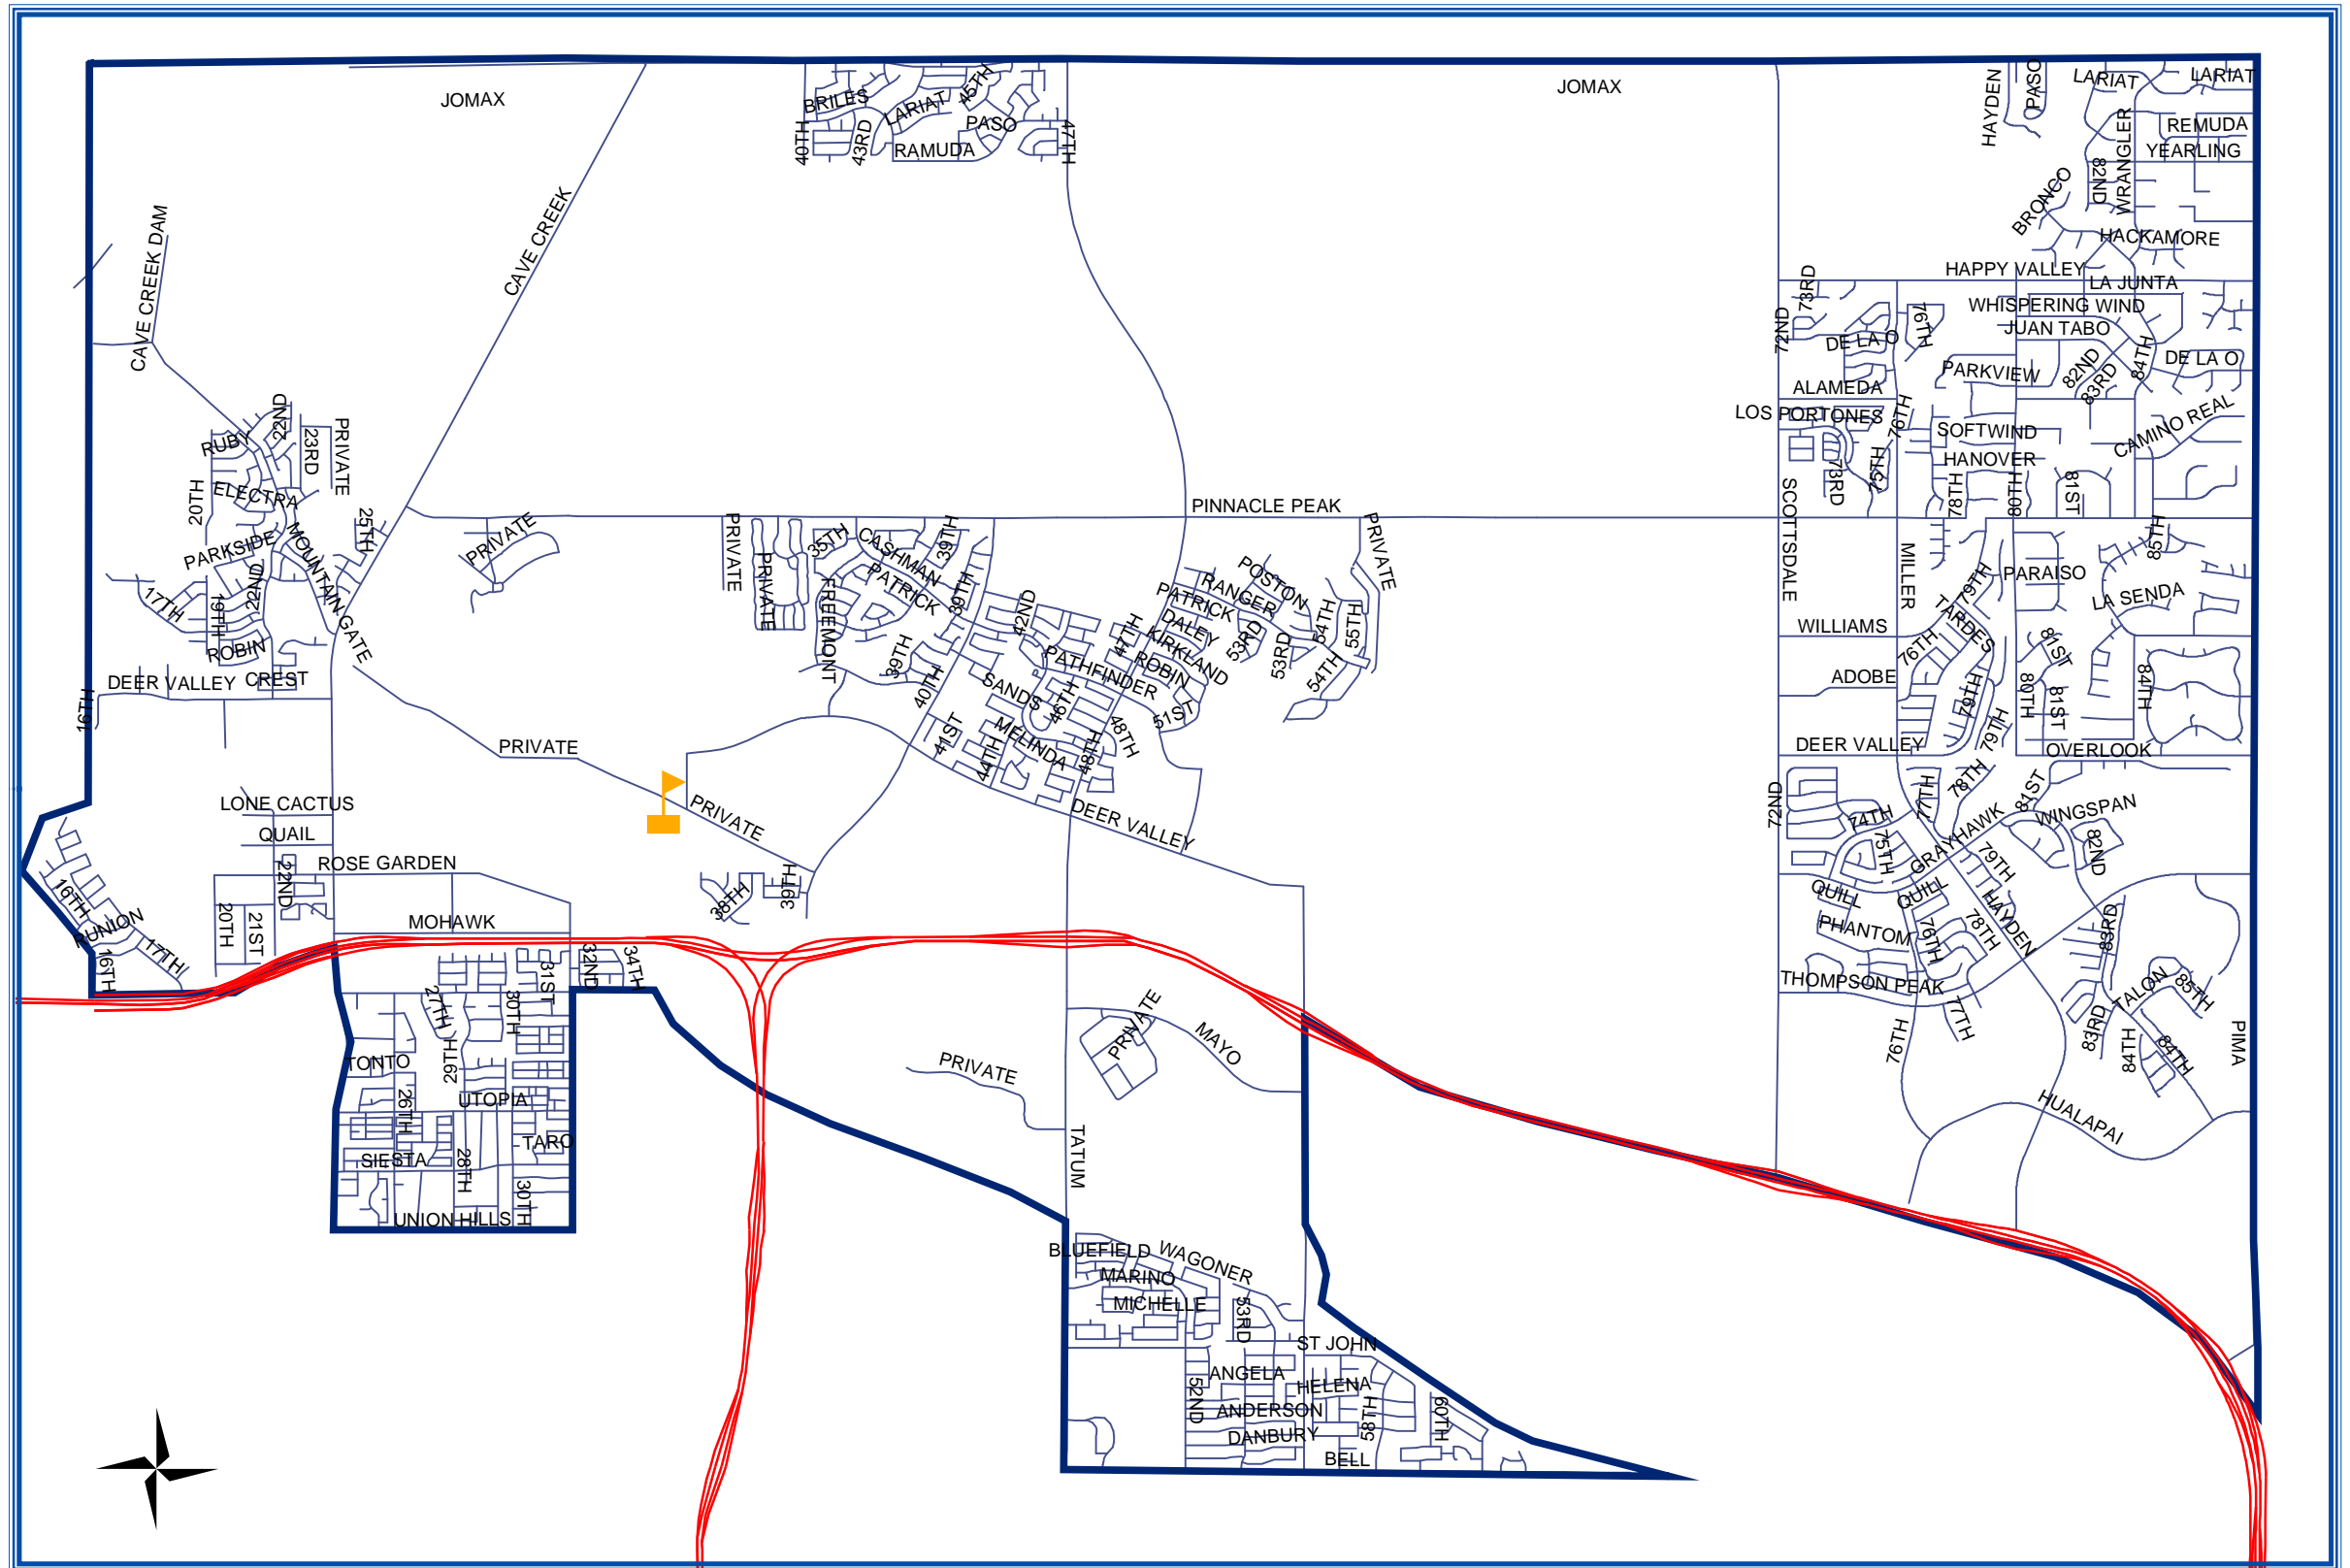 JOMAX
JOMAX
BRILES
LARIAT
45TH
40TH
43RD
PASO
RAMUDA
47TH
HAYDEN
PASO
LARIAT
LARIAT
REMUDA
YEARLING
WRANGLER
82ND
BRONCO
HACKAMORE
CAVE CREEK DAM
CAVE CREEK
HAPPY VALLEY
LA JUNTA
73RD
72ND
76TH
WHISPERING WIND
JUAN TABO
DE LA O
84TH
DE LA O
PARKVIEW
82ND
83RD
ALAMEDA
LOS PORTONES
76TH
SOFTWIND
CAMINO REAL
HANOVER
73RD
75TH
78TH
80TH
81ST
RUBY
22ND
23RD
PRIVATE
20TH
ELECTRA
MOUNTAIN GATE
25TH
PARKSIDE
22ND
17TH
19TH
ROBIN
CREST
DEER VALLEY
16TH
PRIVATE
PINNACLE PEAK
PRIVATE
PRIVATE
35TH
CASHMAN
39TH
PATRICK
39TH
FREEMONT
39TH
40TH
42ND
PATHFINDER
SANDS
46TH
41ST
44TH
MELINDA
48TH
48TH
47TH
PATRICK
RANGER
POSTON
DALEY
KIRKLAND
ROBIN
51ST
53RD
53RD
54TH
55TH
54TH
PRIVATE
SCOTTSDALE
MILLER
79TH
PARAISO
85TH
LA SENDA
TARDES
WILLIAMS
76TH
81ST
ADOBE
79TH
80TH
81ST
84TH
79TH
DEER VALLEY
OVERLOOK
PRIVATE
PRIVATE
DEER VALLEY
LONE CACTUS
QUAIL
ROSE GARDEN
22ND
20TH
21ST
MOHAWK
16TH
RUNION
17TH
16TH
38TH
36TH
72ND
77TH
78TH
81ST
WINGSPAN
74TH
75TH
GRAYHAWK
82ND
79TH
QUILL
QUILL
HAYDEN
PHANTOM
76TH
78TH
83RD
THOMPSON PEAK
77TH
76TH
TALON
85TH
83RD
84TH
84TH
PIMA
HUALAPAI
27TH
31ST
32ND
34TH
30TH
29TH
TONTO
26TH
UTOPIA
TARO
SIESTA
28TH
30TH
UNION HILLS
PRIVATE
PRIVATE
MAYO
TATUM
BLUEFIELD
WAGONER
MARINO
MICHELLE
53RD
ST JOHN
ANGELA
HELENA
52ND
ANDERSON
58TH
60TH
DANBURY
BELL